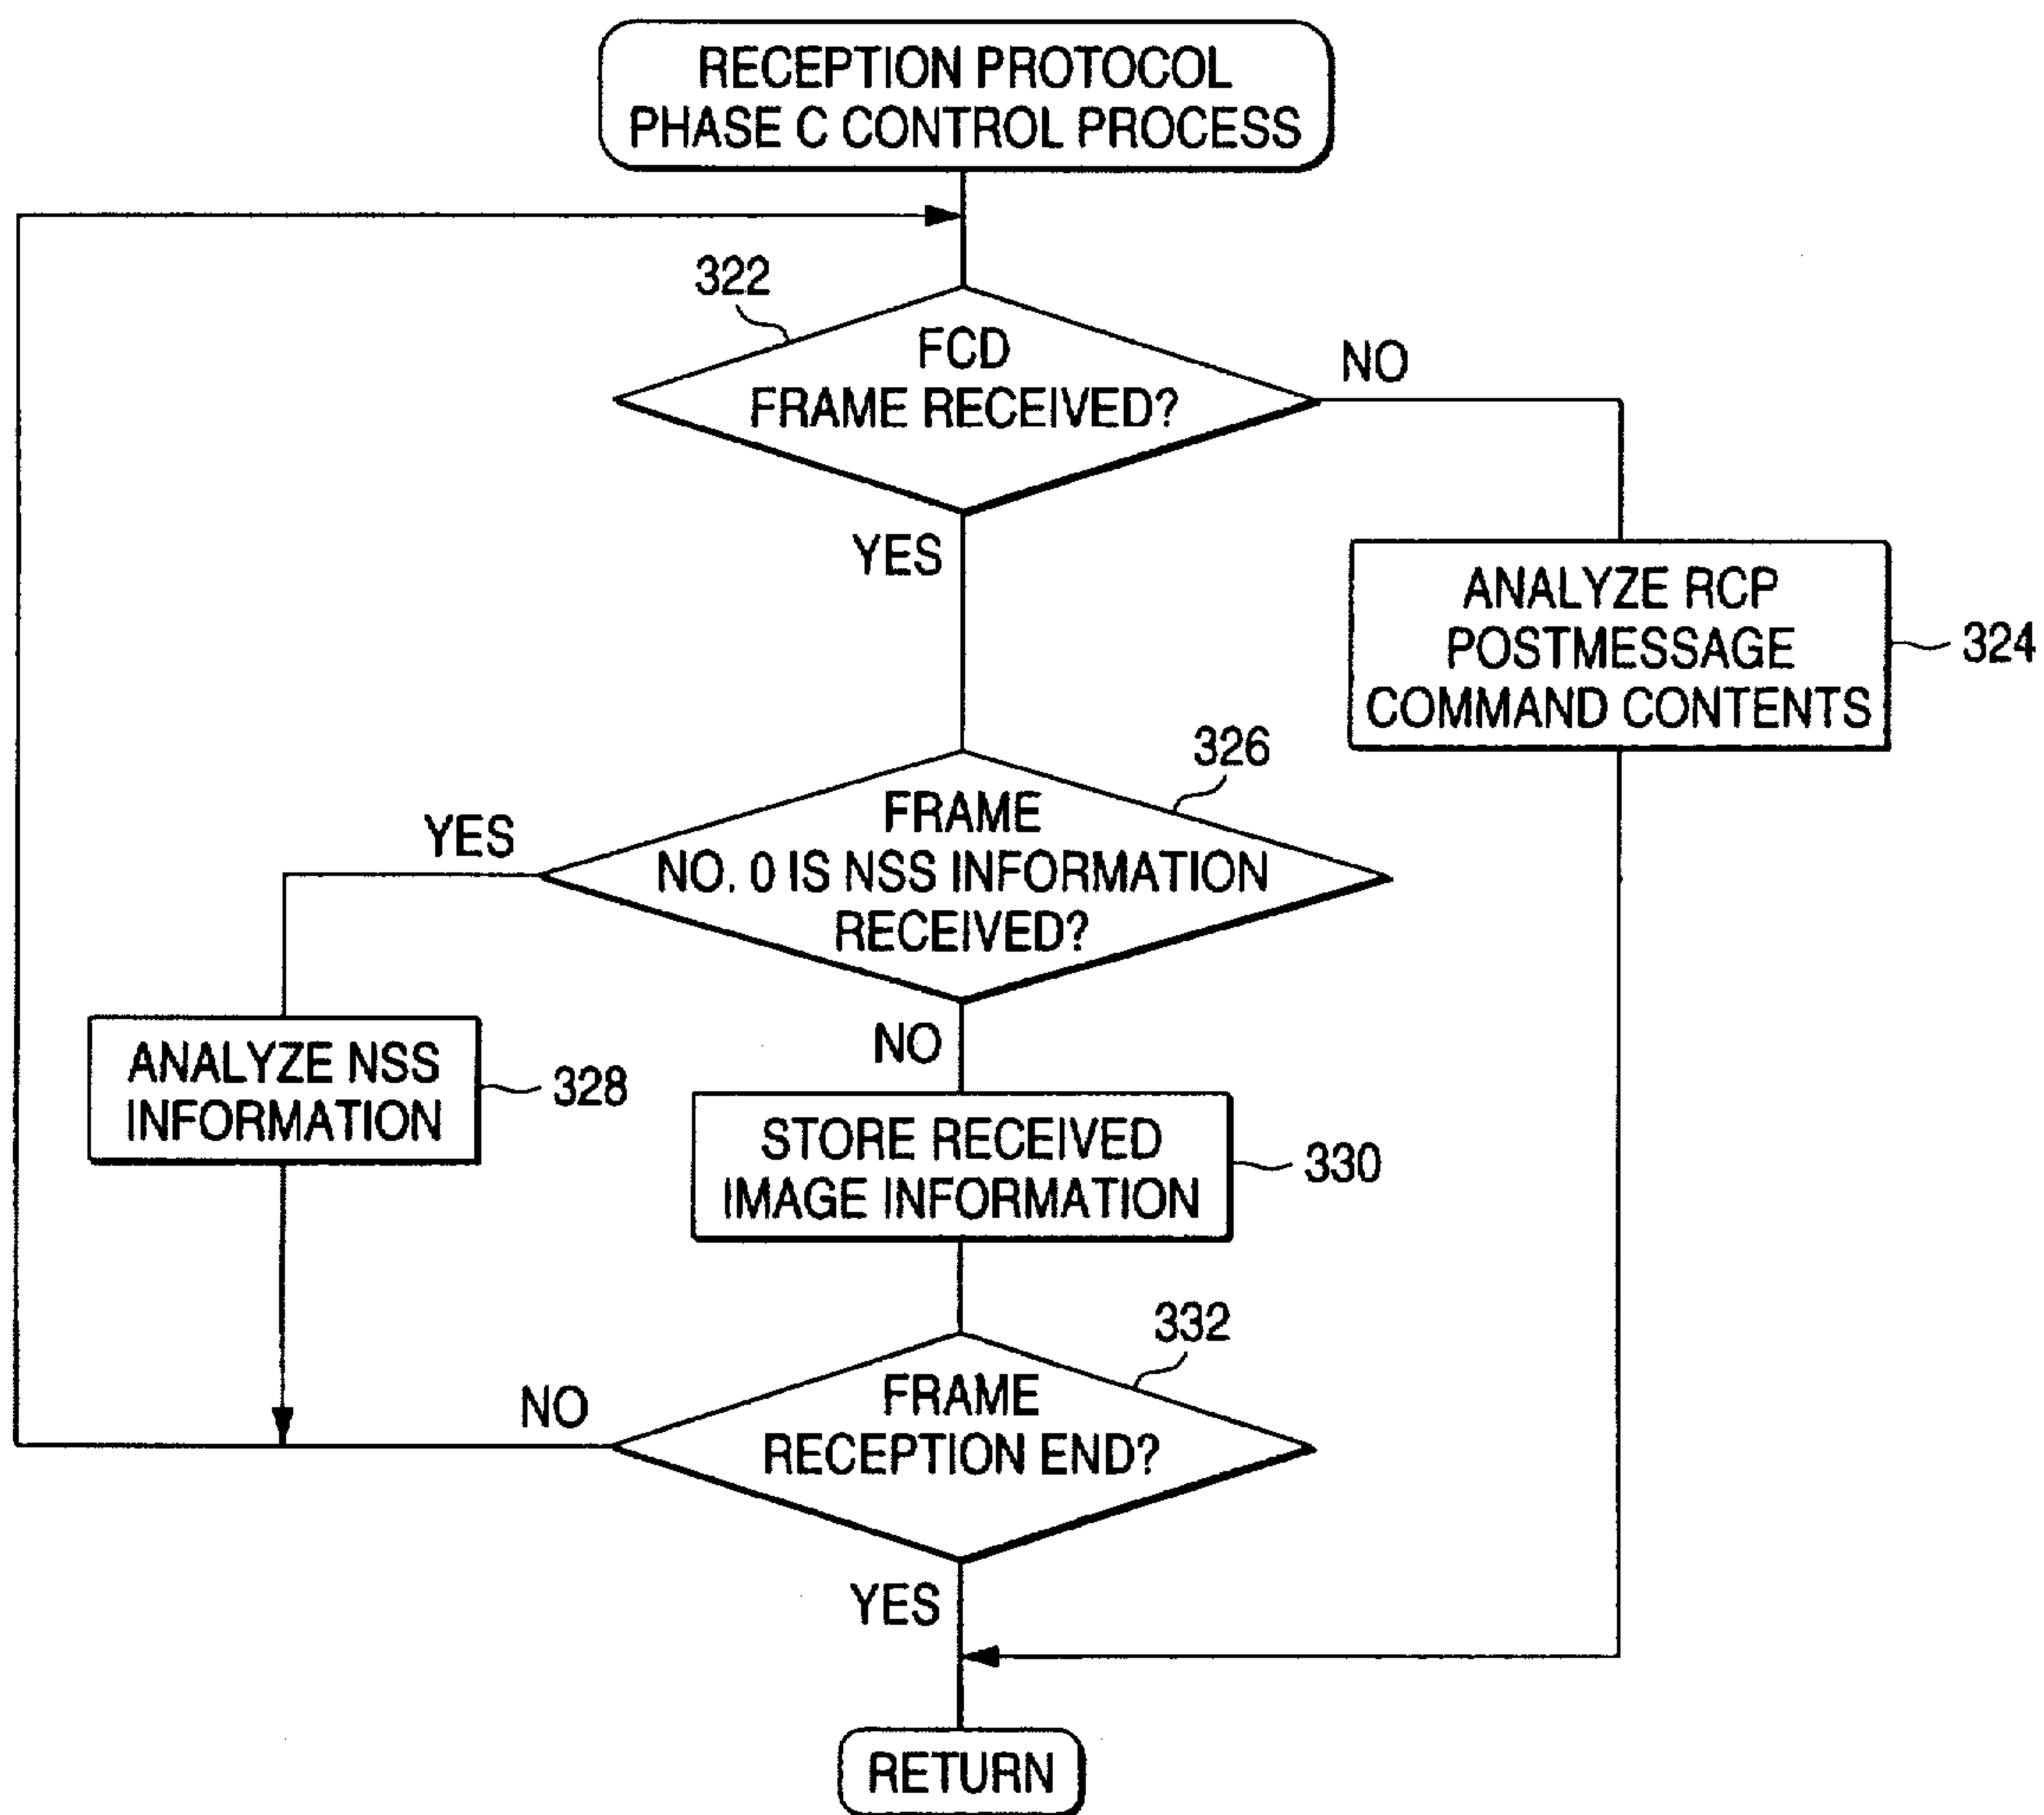 RECEPTION PROTOCOL
PHASE C CONTROL PROCESS
322
FCD
FRAME RECEIVED?
NO
YES
ANALYZE RCP
POSTMESSAGE
COMMAND CONTENTS
324
326
FRAME
NO. 0 IS NSS INFORMATION
RECEIVED?
YES
NO
ANALYZE NSS
INFORMATION
328
STORE RECEIVED
IMAGE INFORMATION
330
332
FRAME
RECEPTION END?
NO
YES
RETURN